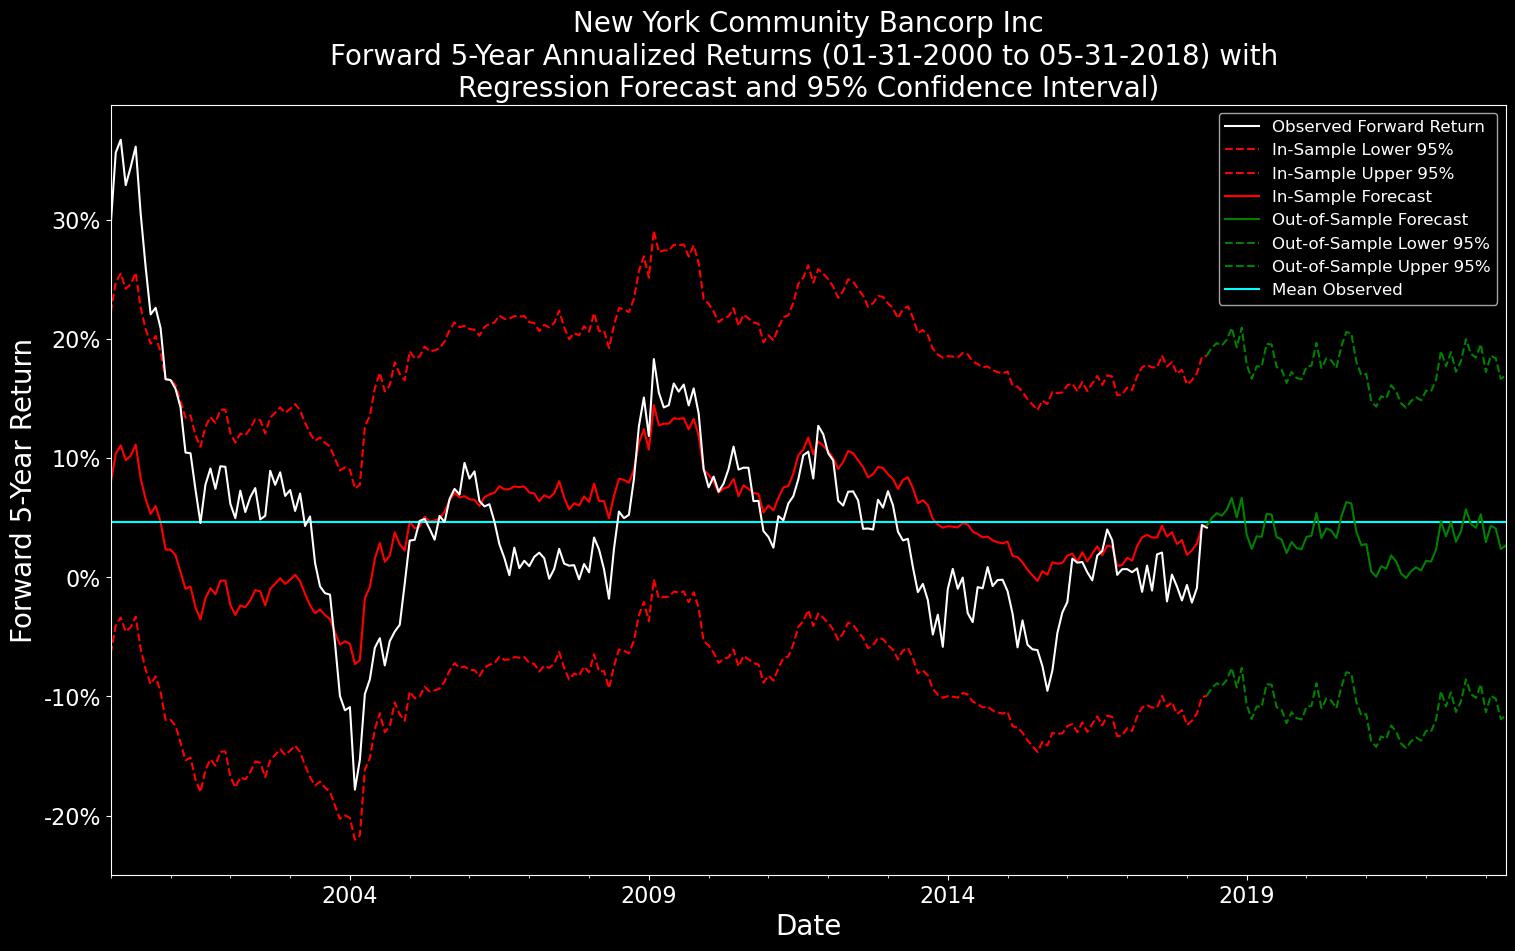 New York Community Bancorp Inc
Forward 5-Year Annualized Returns (01-31-2000 to 05-31-2018) with
Regression Forecast and 95% Confidence Interval)
Observed Forward Return
In-Sample Lower 95%
In-Sample Upper 95%
In-Sample Forecast
Out-of-Sample Forecast
Out-of-Sample Lower 95%
Out-of-Sample Upper 95%
Mean Observed
Forward 5-Year Return
30%
20%
10%
0%
-10%
-20%
2004
2009
2014
2019
Date